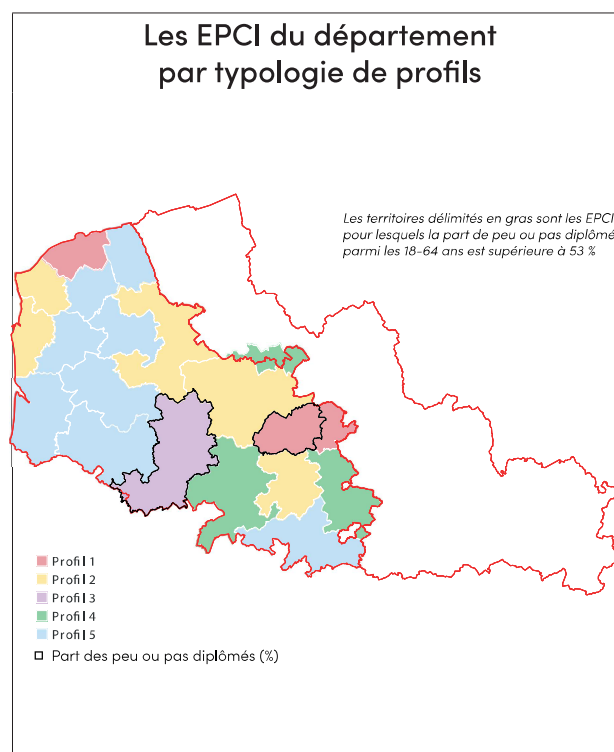 Les EPCI du département
par typologie de profils
Les territoires délimités en gras sont les EPCI
pour lesquels la part de peu ou pas diplômé
parmi les 18-64 ans est supérieure à 53 %
Profil 1
Profil 2
Profil 3
Profil 4
Profil 5
Part des peu ou pas diplômés (%)